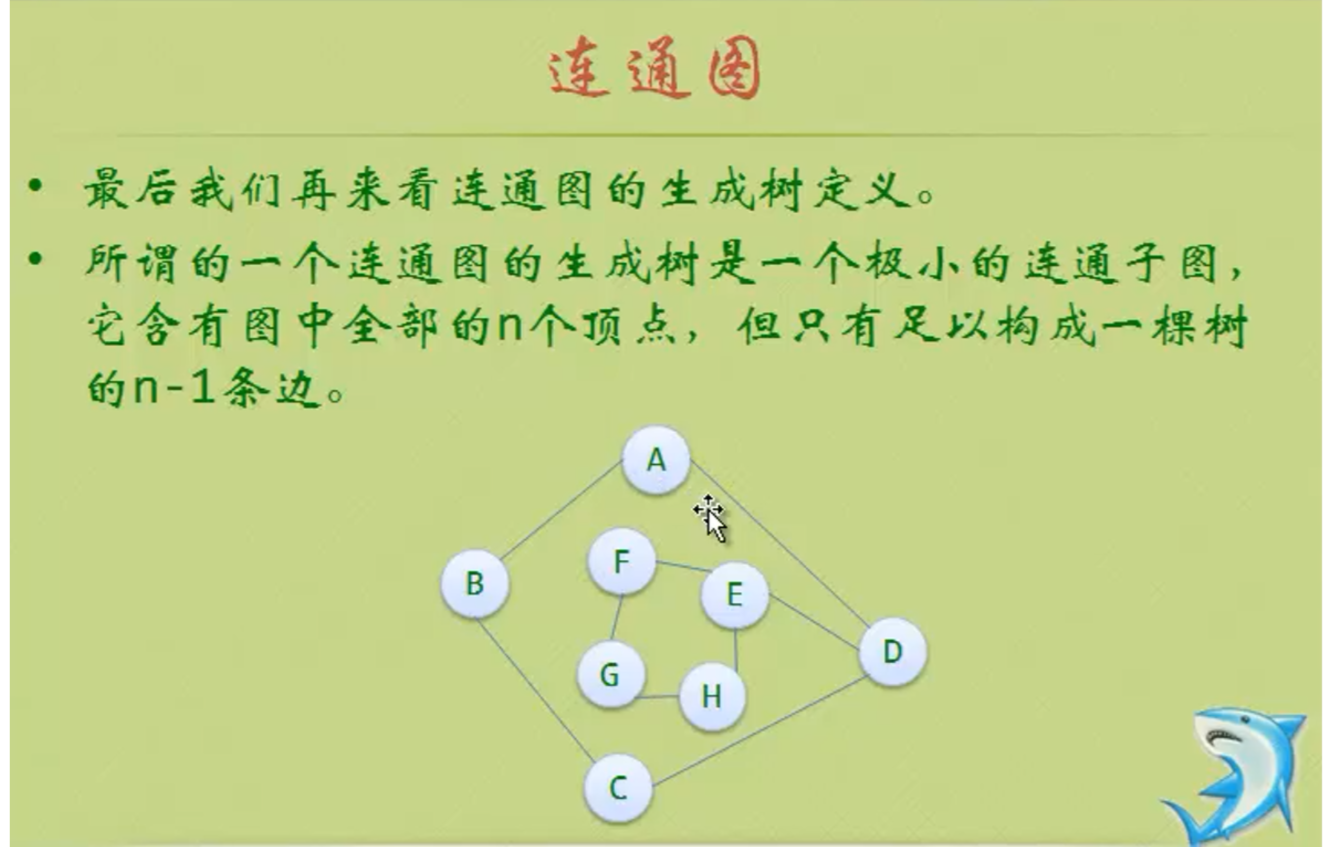 连通图
• 最后我们再来看连通图的生成树定义。
• 所谓的一个连通图的生成树是一个极小的连通子图，
它含有图中全部的n个顶点，但只有足以构成一棵树
的n-1条边。
A
F
B
E
D
G
H
C